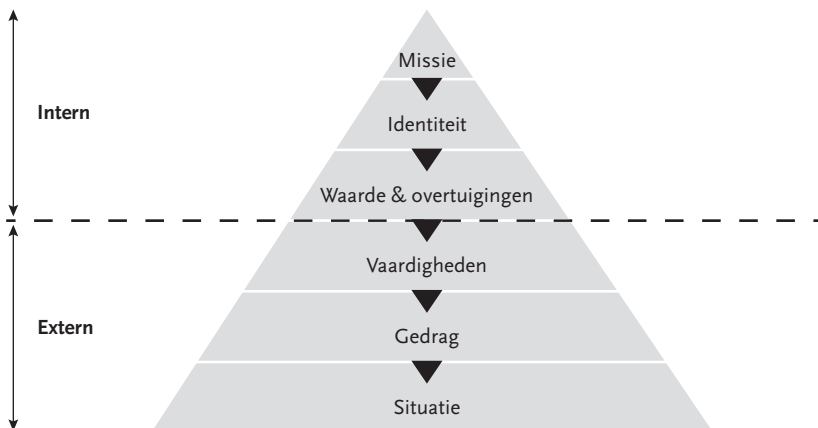 Missie
Intern
Identiteit
Waarde & overtuigingen
Vaardigheden
Extern
Gedrag
Situatie